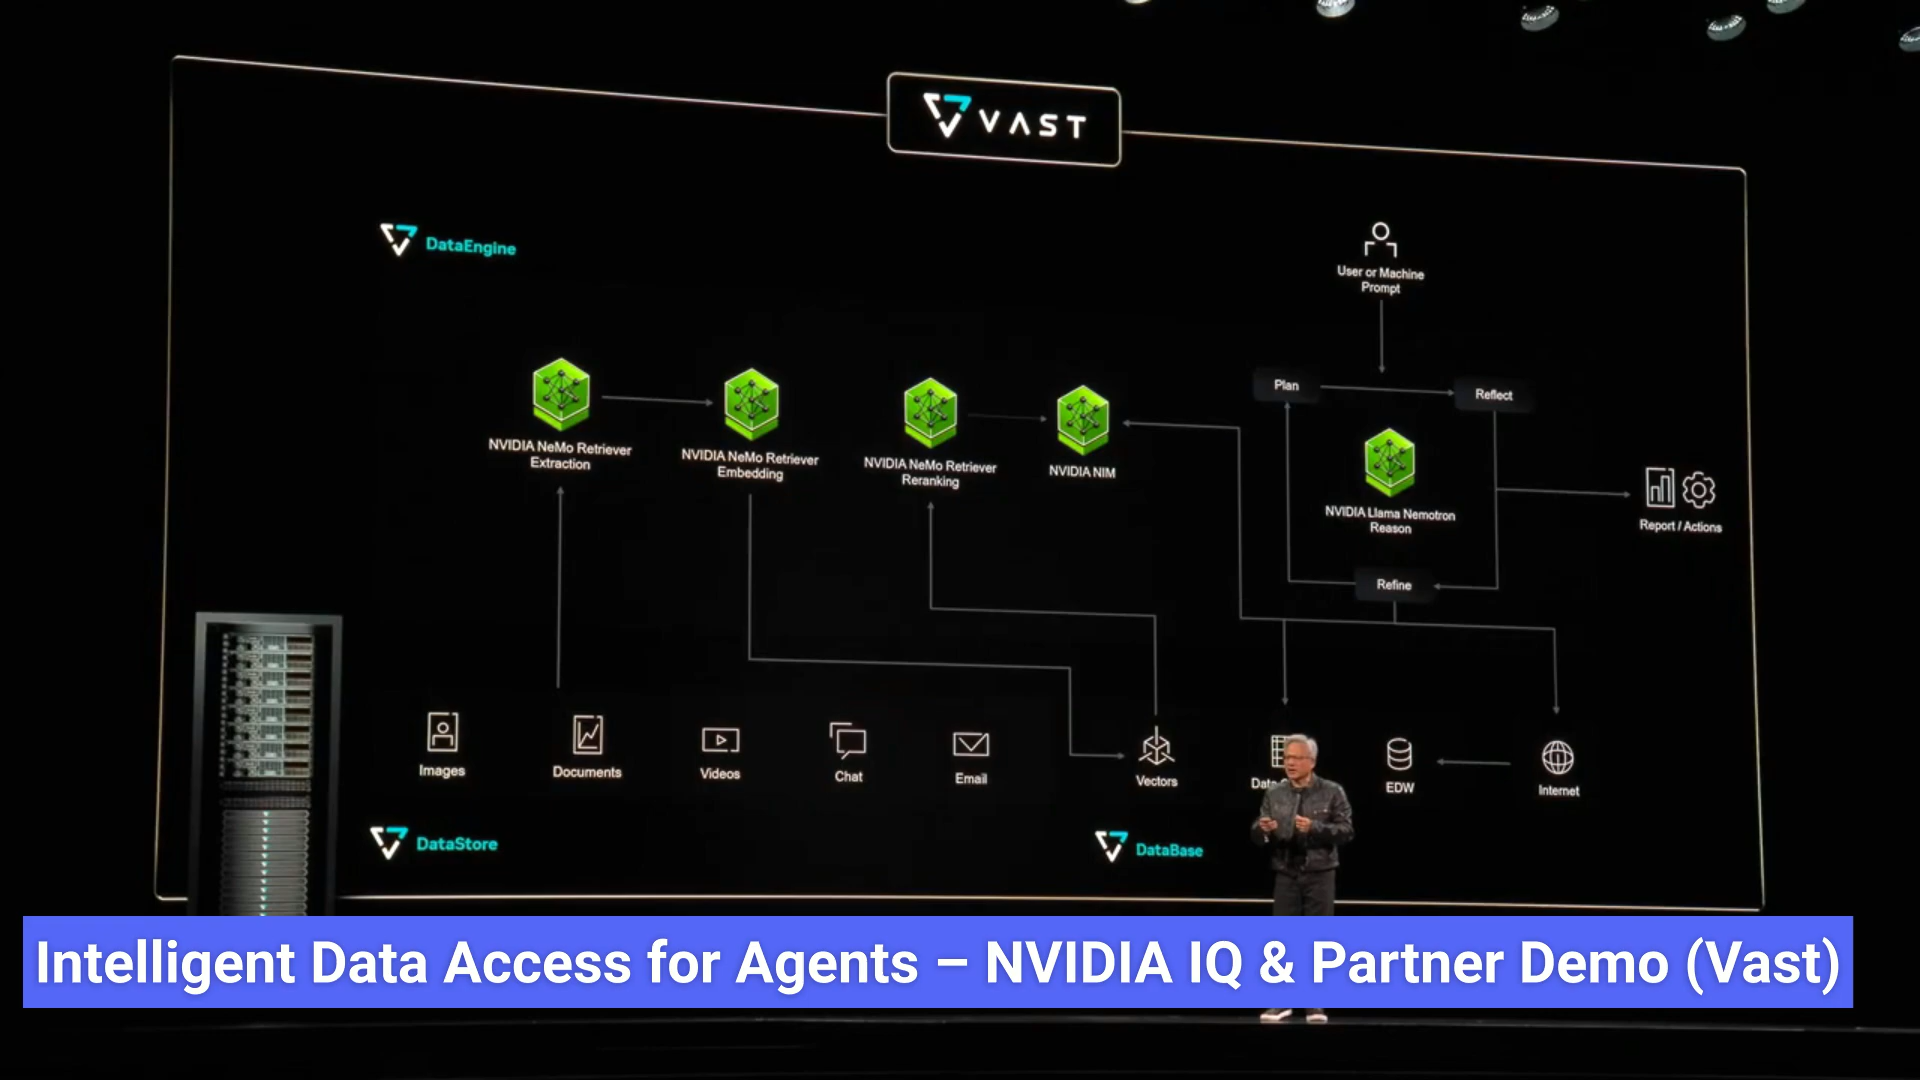 VAST
DataEngine
User or Machine
Prompt
Plan
Reflect
NVIDIA NeMo Retriever
Extraction
NVIDIA NeMo Retriever
Embedding
NVIDIA NeMo Retriever
Reranking
NVIDIA NIM
NVIDIA Llama Nemotron
Reason
Report / Actions
Refine
Images
Documents
Videos
Chat
Email
Vectors
EDW
Internet
DataStore
DataBase
Intelligent Data Access for Agents – NVIDIA IQ & Partner Demo (Vast)